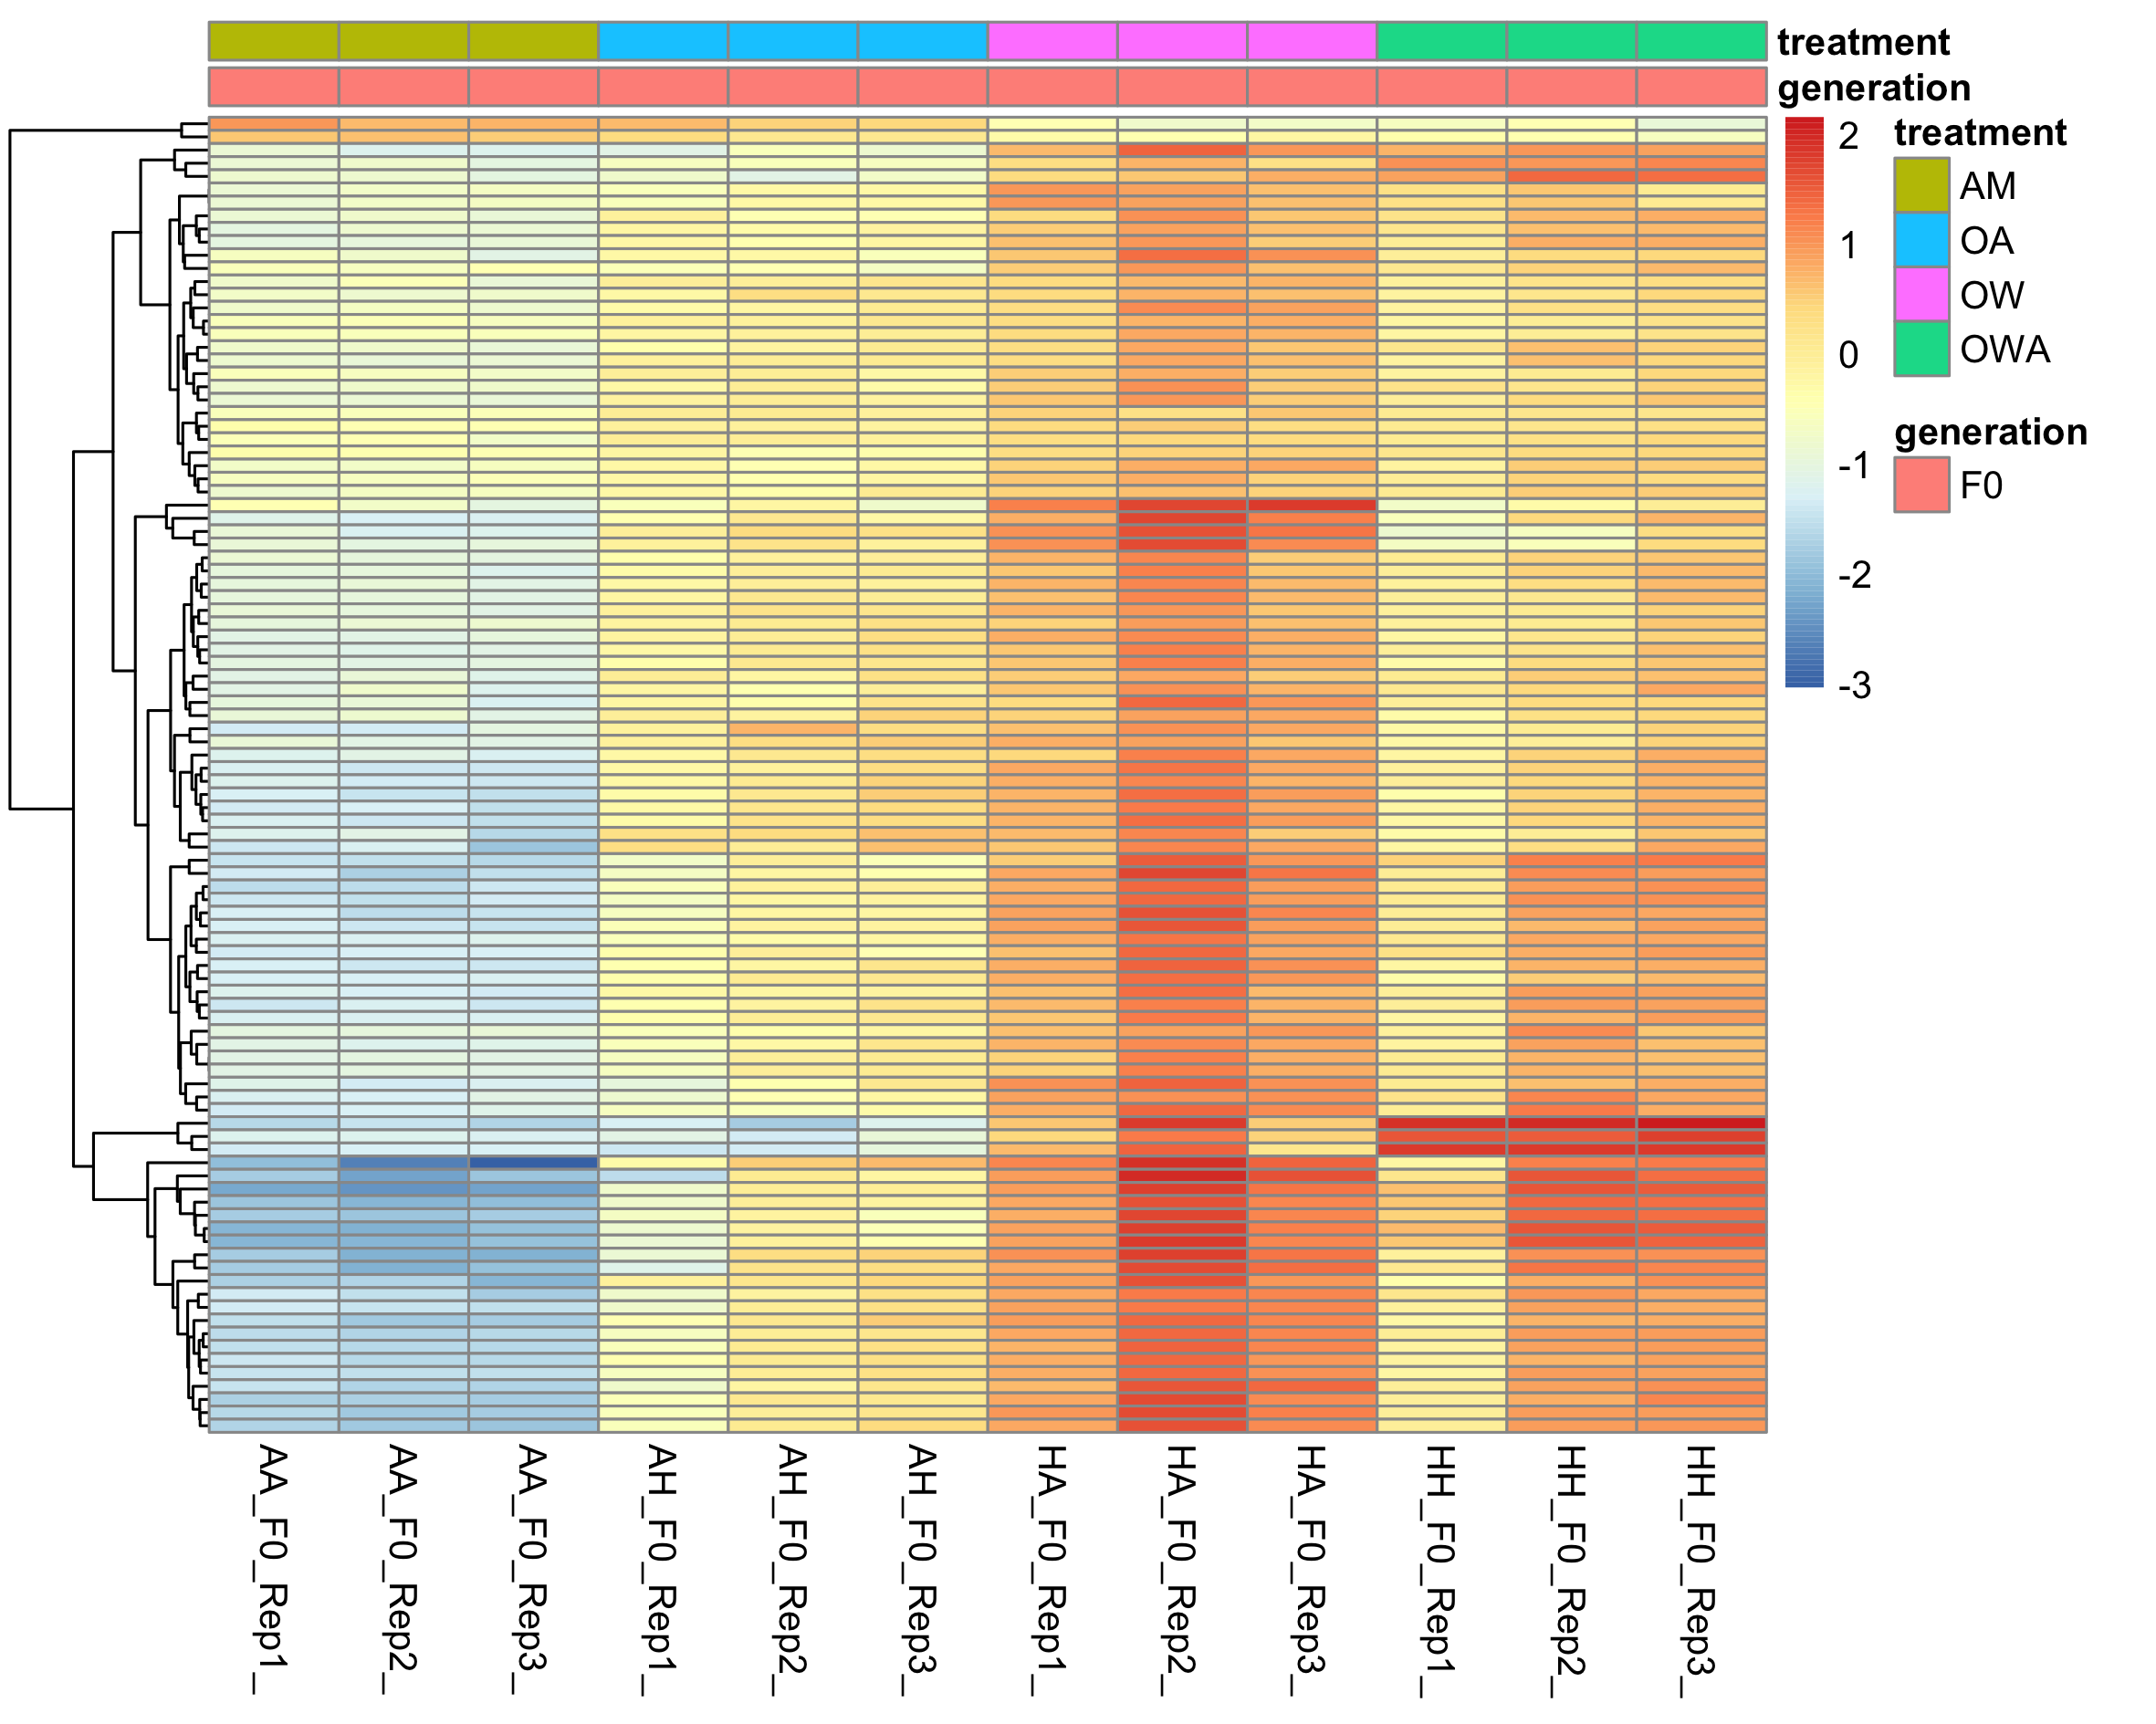 treatment
generation
2
1
0
-1
-2
-3
treatment
AM
OA
OW
OWA
generation
F0
AA_F0_Rep1_
AA_F0_Rep2_
AA_F0_Rep3_
AH_F0_Rep1_
AH_F0_Rep2_
AH_F0_Rep3_
HA_F0_Rep1_
HA_F0_Rep2_
HA_F0_Rep3_
HH_F0_Rep1_
HH_F0_Rep2_
HH_F0_Rep3_